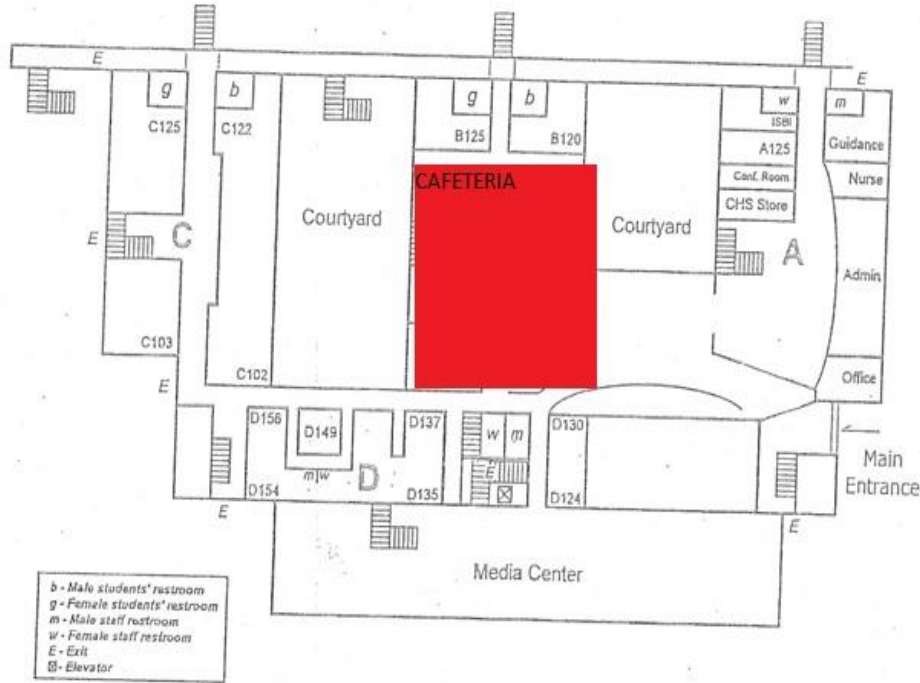 E
E
g
b
g
b
w
m
C125
C122
B125
B120
ISBI
A125
Guidance
Conf. Room
Nurse
CAFETERIA
CHS Store
Courtyard
Courtyard
E
C
A
Admin
C103
C102
Office
E
D156
D149
D137
w
m
D130
Main
Entrance
m
w
E
D154
D
D135
D124
E
E
Media Center
b - Male students' restroom
g - Female students' restroom
m - Male staff restroom
w - Female staff restroom
E - Exit
☒ - Elevator